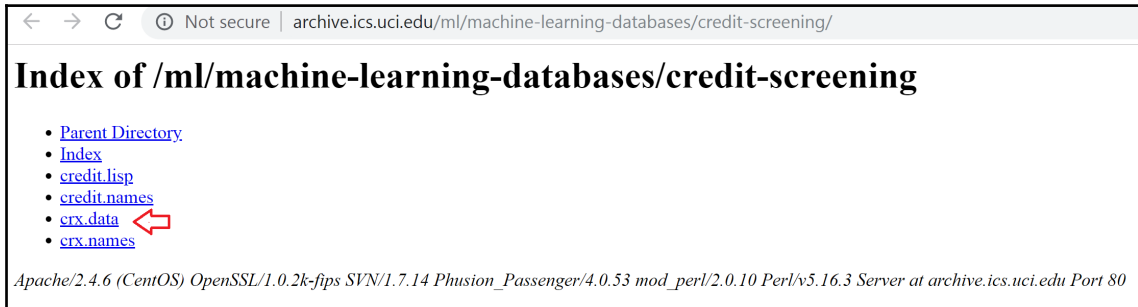 Not secure | archive.ics.uci.edu/ml/machine-learning-databases/credit-screening/
Index of /ml/machine-learning-databases/credit-screening
• Parent Directory
• Index
• credit.lisp
• credit.names
• crx.data
• crx.names
Apache/2.4.6 (CentOS) OpenSSL/1.0.2k-fips SVN/1.7.14 Phusion_Passenger/4.0.53 mod_perl/2.0.10 Perl/v5.16.3 Server at archive.ics.uci.edu Port 80